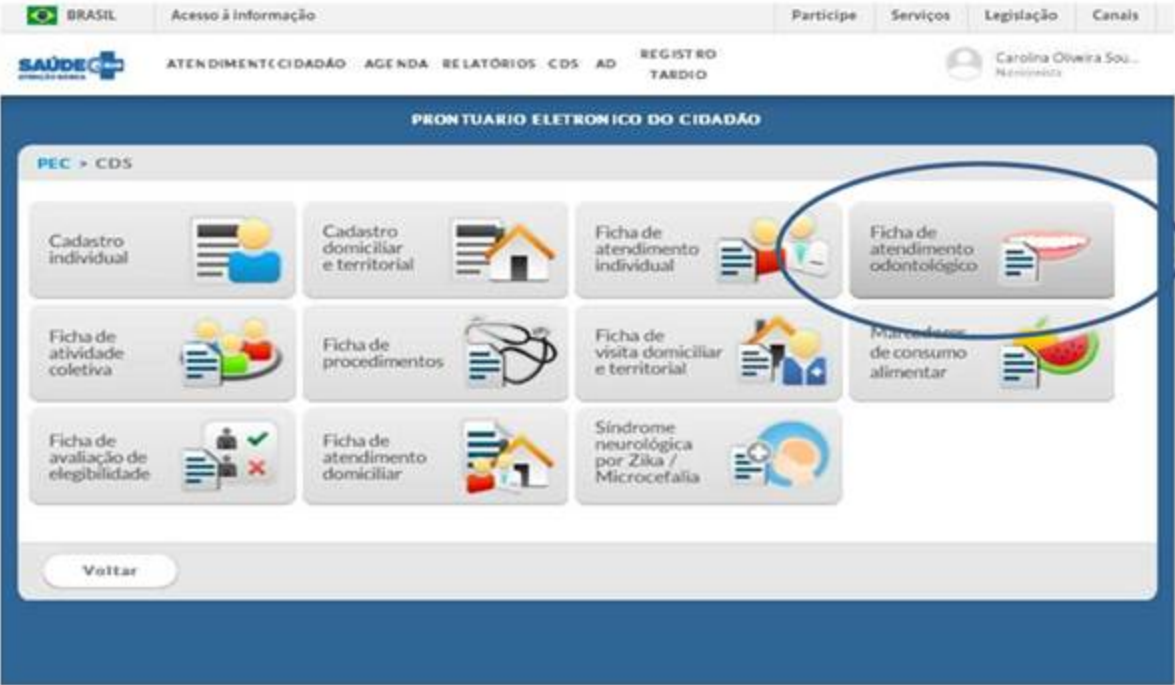 BRASIL Acesso à informação Participe Serviços Legislação Canais
SAÚDE ATENDIMENTO CIDADÃO AGENDA RELATÓRIOS CDS AD REGISTRO TARDIO Carolina Oliveira Sou...
ATENÇÃO BÁSICA
PRONTUARIO ELETRONICO DO CIDADÃO
PEC > CDS
Cadastro
individual
Cadastro
domiciliar
e territorial
Ficha de
atendimento
individual
Ficha de
atendimento
odontológico
Ficha de
atividade
coletiva
Ficha de
procedimentos
Ficha de
visita domiciliar
e territorial
Marcadores
de consumo
alimentar
Ficha de
avaliação de
elegibilidade
Ficha de
atendimento
domiciliar
Síndrome
neurológica
por Zika /
Microcefalia
Voltar